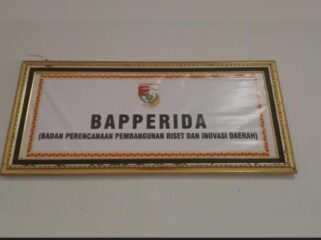 BAPPERIDA
(BADAN PERENCANAAN PEMBANGUNAN RISET DAN INOVASI DAERAH)